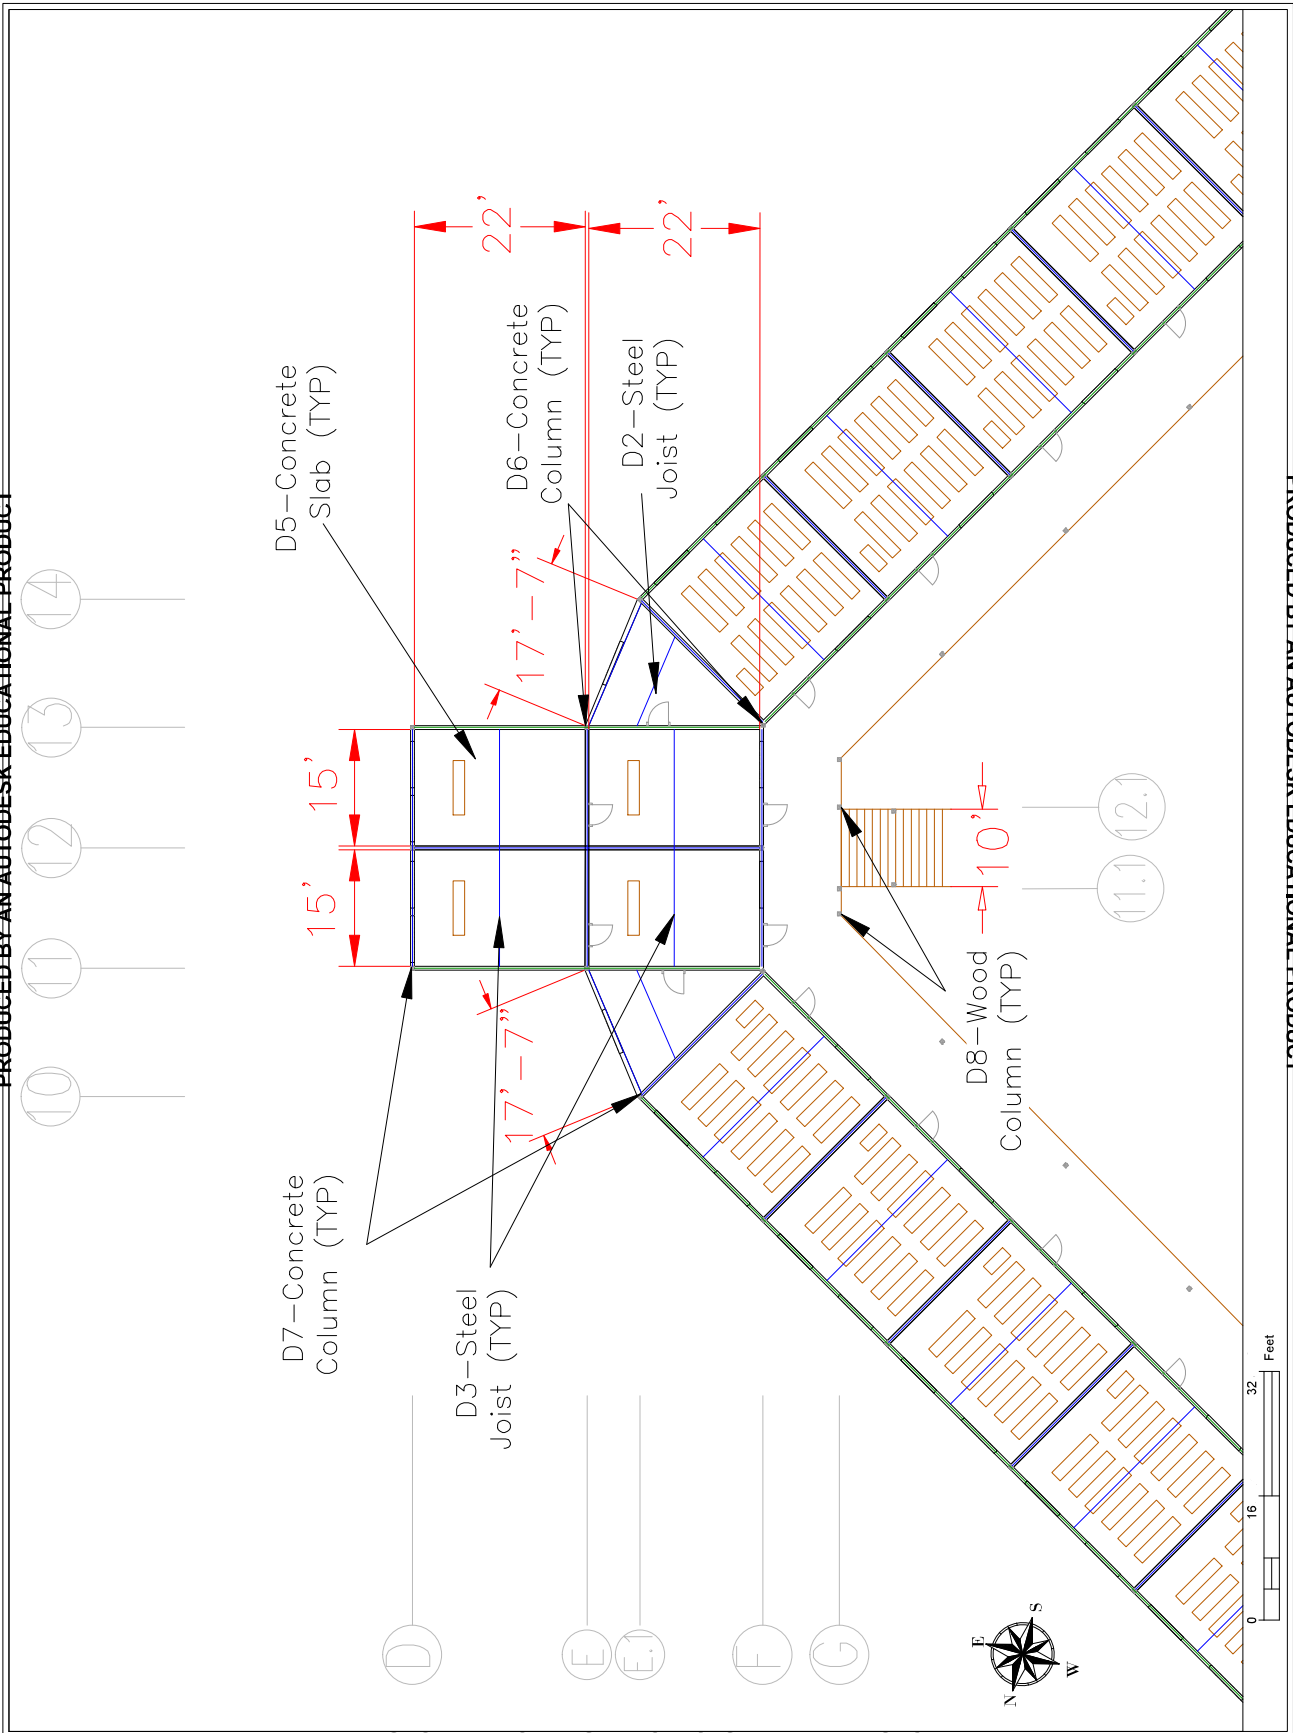 PRODUCED BY AN AUTODESK EDUCATIONAL PRODUCT
10
11
12
13
14
D5-Concrete
Slab (TYP)
22'
22'
D6-Concrete
Column (TYP)
D2-Steel
Joist (TYP)
17'-7"
15'
15'
17'-7"
D7-Concrete
Column (TYP)
D3-Steel
Joist (TYP)
10'
D8-Wood
Column (TYP)
11.1
12.1
D
E
E.1
F
G
N
E
S
W
0
16
32
Feet
PRODUCED BY AN AUTODESK EDUCATIONAL PRODUCT